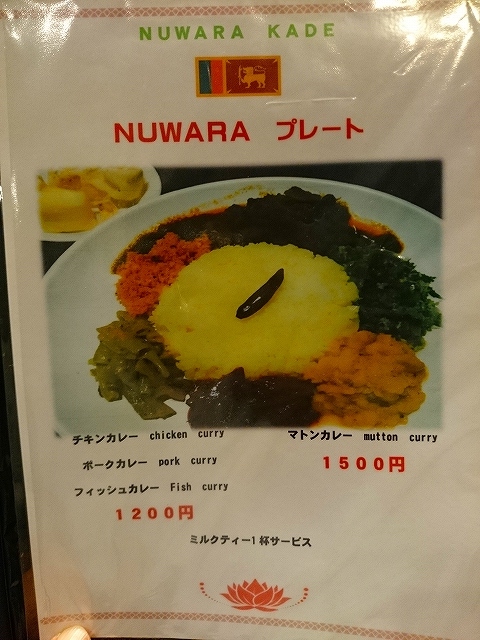 NUWARA KADE
NUWARA プレート
チキンカレー chicken curry
ポークカレー pork curry
フィッシュカレー Fish curry
1200円
マトンカレー mutton curry
1500円
ミルクティー1杯サービス